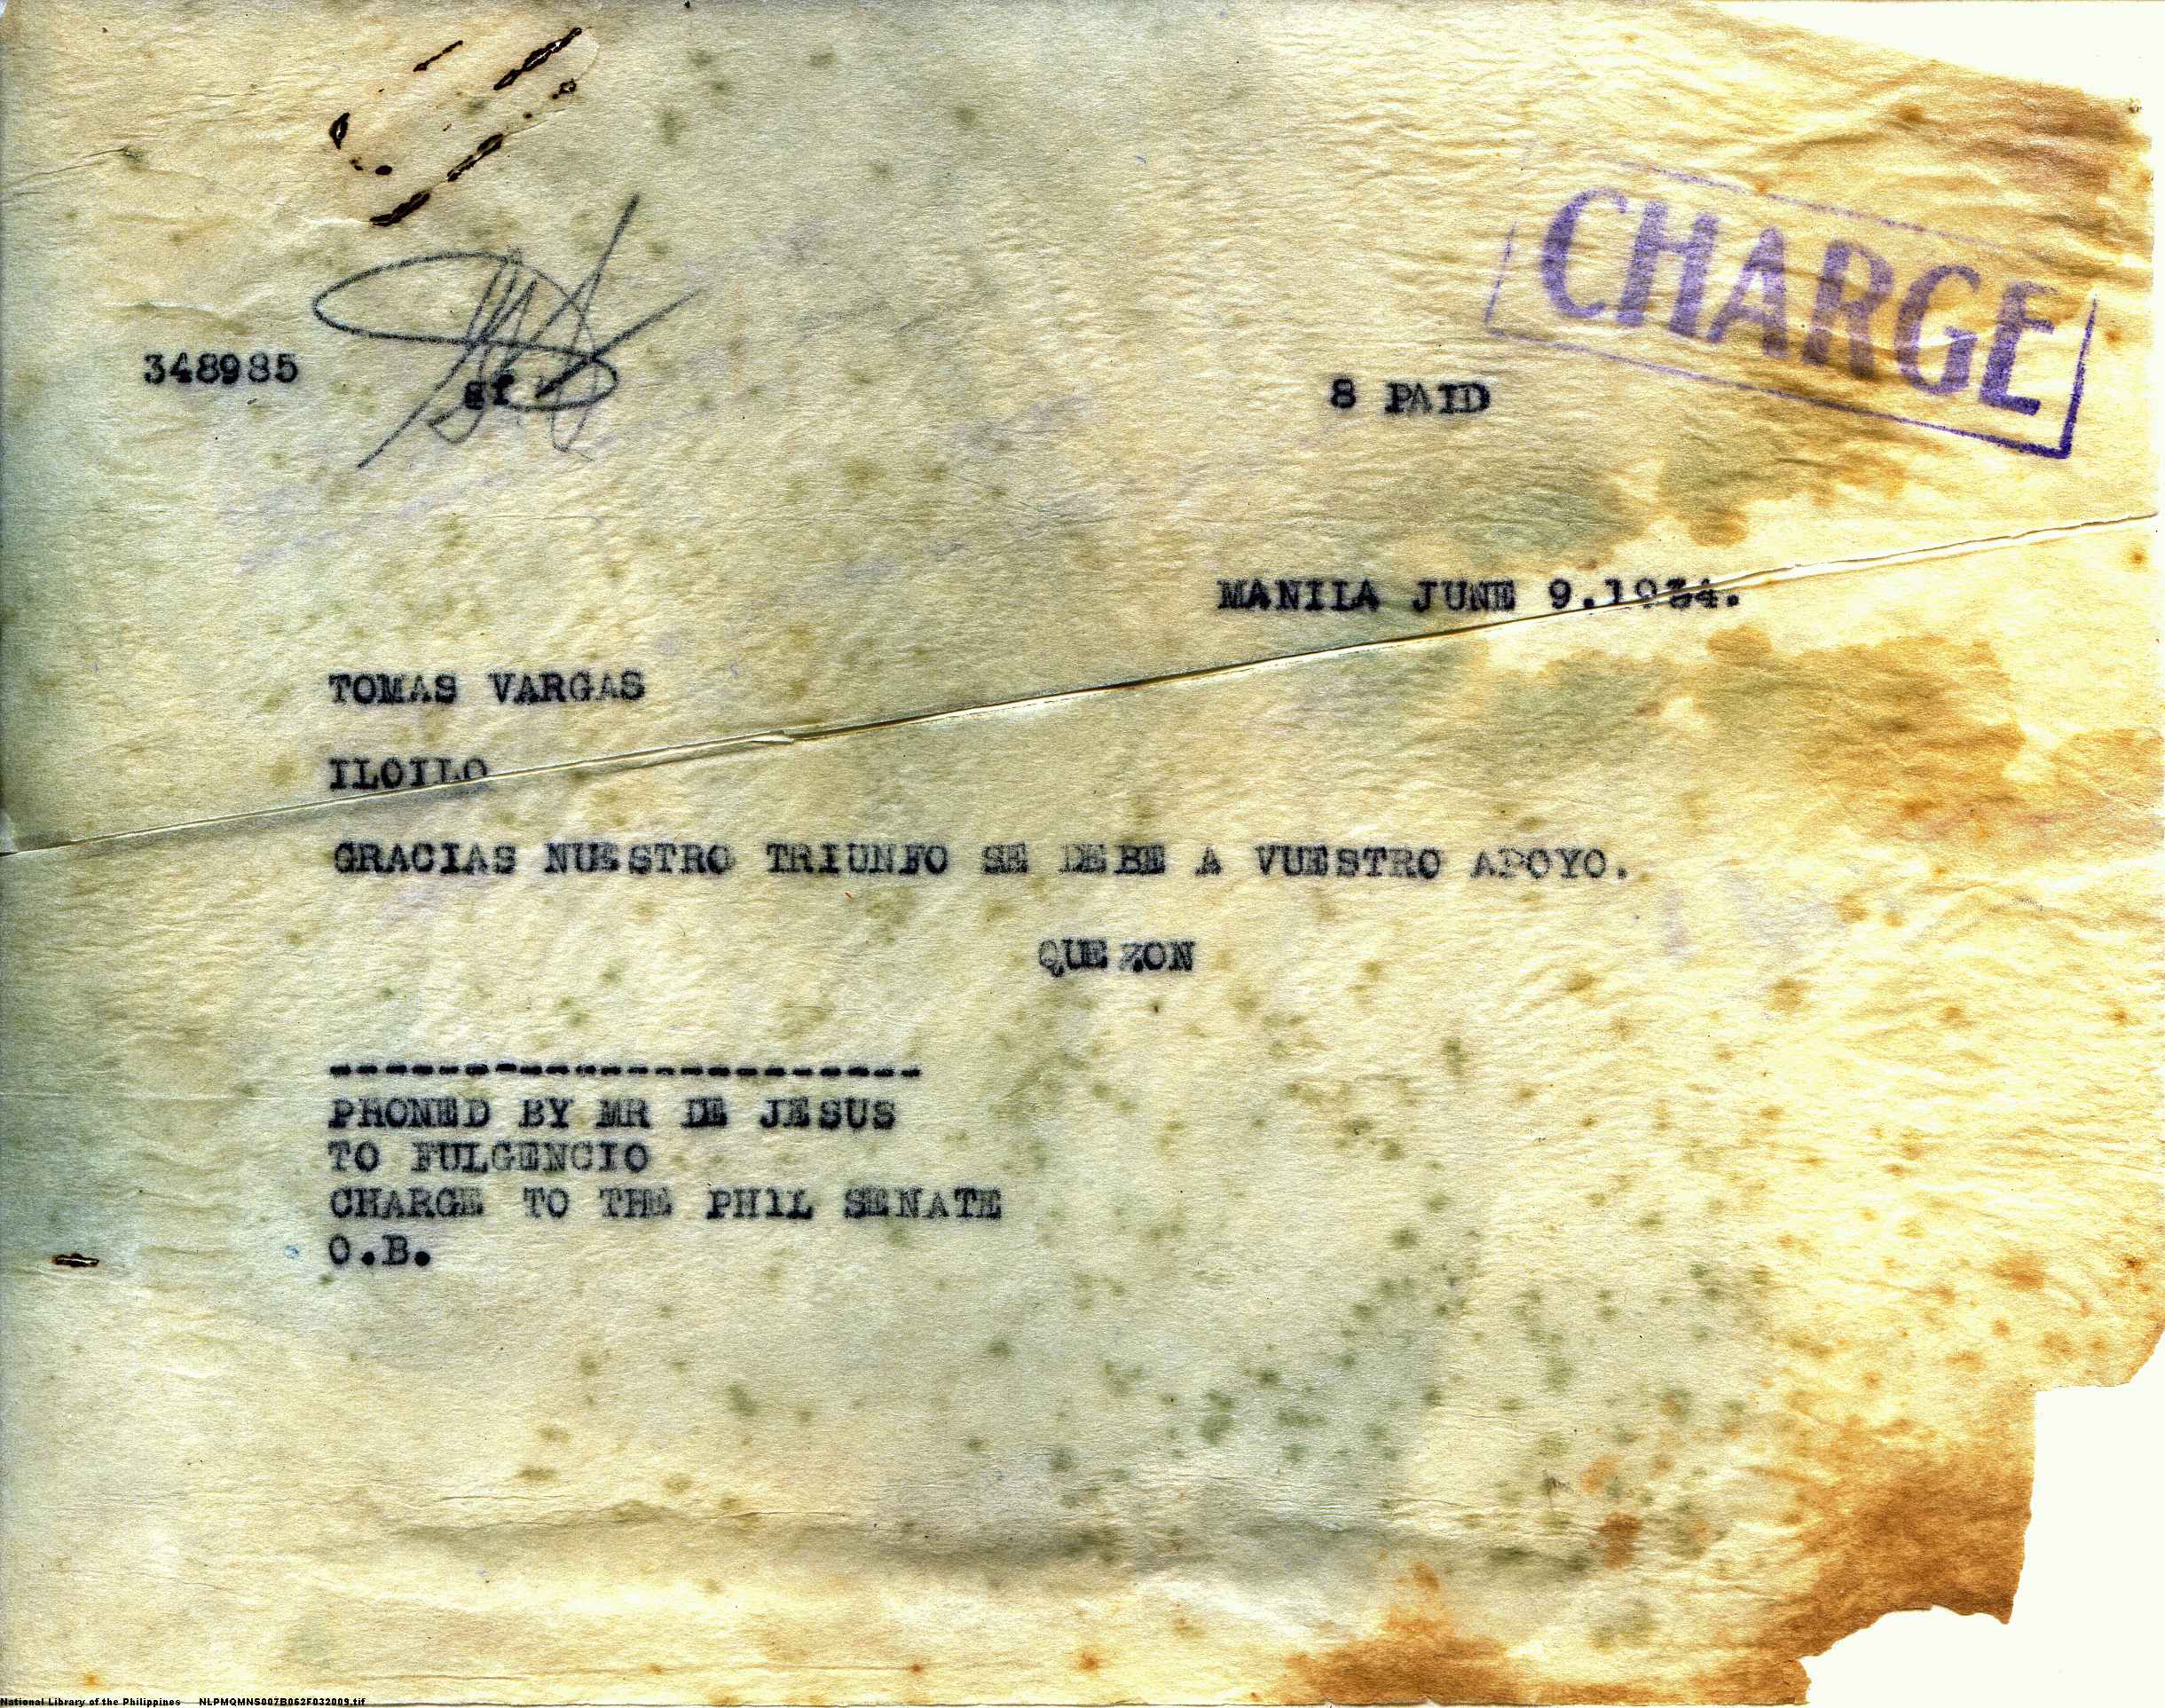 CHARGE
348985
gf
8 PAID
MANILA JUNE 9.1934.
TOMAS VARGAS
ILOILO
GRACIAS NUESTRO TRIUNFO SE DEBE A VUESTRO APOYO.
QUEZON
----------------------
PHONED BY MR DE JESUS
TO FULGENCIO
CHARGE TO THE PHIL SENATE
O.B.
National Library of the Philippines NLPMQMNS007B062F032009.tif